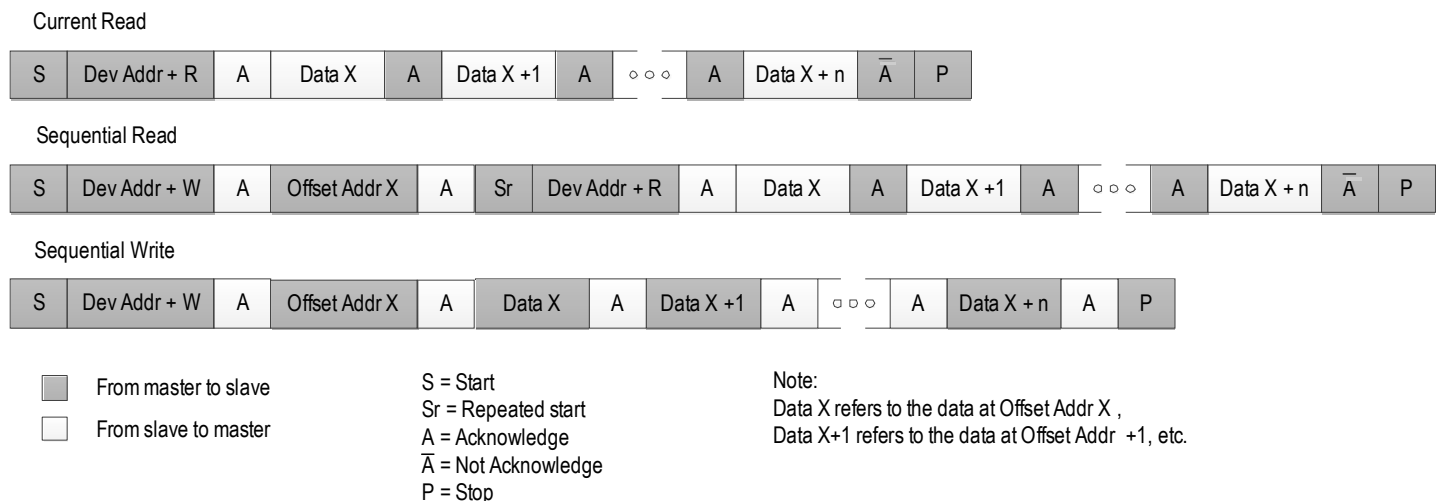 Current Read
S Dev Addr + R A Data X A Data X +1 A ○○○ A Data X + n A̅ P
Sequential Read
S Dev Addr + W A Offset Addr X A Sr Dev Addr + R A Data X A Data X +1 A ○○○ A Data X + n A̅ P
Sequential Write
S Dev Addr + W A Offset Addr X A Data X A Data X +1 A ○○○ A Data X + n A P
From master to slave
From slave to master
S = Start
Sr = Repeated start
A = Acknowledge
A̅ = Not Acknowledge
P = Stop
Note:
Data X refers to the data at Offset Addr X ,
Data X+1 refers to the data at Offset Addr +1, etc.